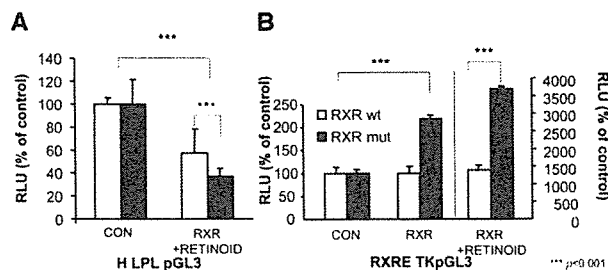 A
RLU (% of control)
140
120
100
80
60
40
20
0
***
***
CON
RXR
+RETINOID
H LPL pGL3
B
RLU (% of control)
250
200
150
100
50
0
***
***
RXR wt
RXR mut
CON
RXR
RXR
+RETINOID
RXRE TKpGL3
4000
3500
3000
2500
2000
1500
1000
500
0
RLU (% of control)
*** p<0 001